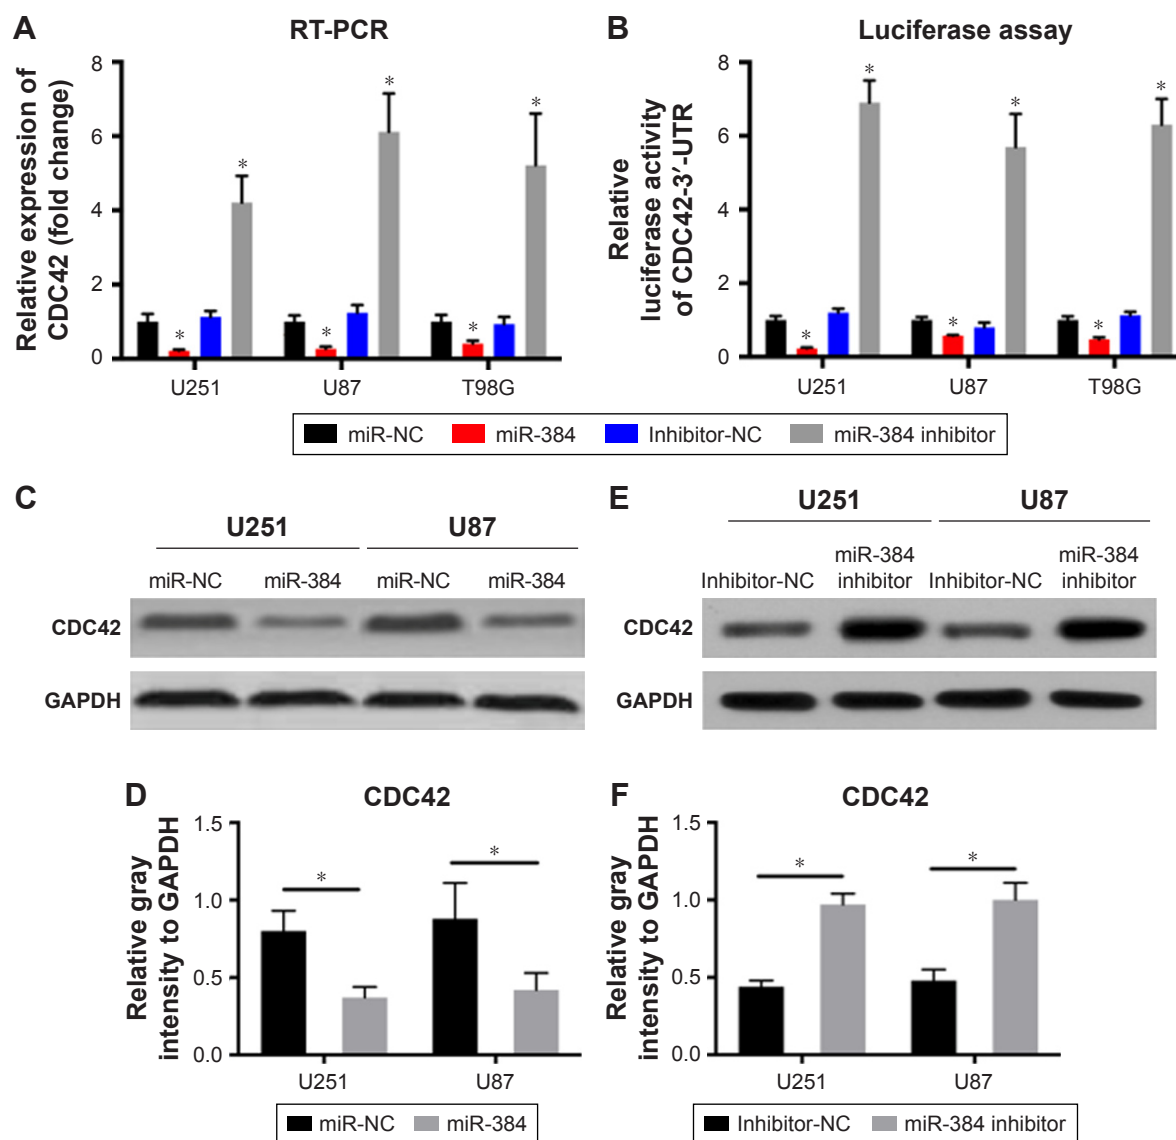 A
RT-PCR
Relative expression of
CDC42 (fold change)
8
6
4
2
0
*
*
*
*
*
*
U251
U87
T98G
B
Luciferase assay
Relative
luciferase activity
of CDC42-3′-UTR
8
6
4
2
0
*
*
*
*
*
*
U251
U87
T98G
miR-NC
miR-384
Inhibitor-NC
miR-384 inhibitor
C
U251
U87
miR-NC
miR-384
miR-NC
miR-384
CDC42
GAPDH
E
U251
U87
Inhibitor-NC
miR-384
inhibitor
Inhibitor-NC
miR-384
inhibitor
CDC42
GAPDH
D
CDC42
Relative gray
intensity to GAPDH
1.5
1.0
0.5
0.0
*
*
U251
U87
miR-NC
miR-384
F
CDC42
Relative gray
intensity to GAPDH
1.5
1.0
0.5
0.0
*
*
U251
U87
Inhibitor-NC
miR-384 inhibitor